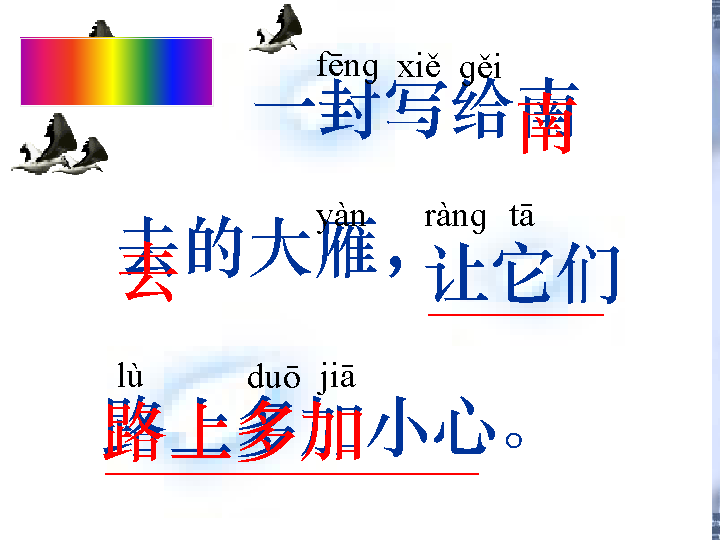 fēng xiě gěi
一封写给南
yàn ràng tā
去的大雁，让它们
lù duō jiā
路上多加小心。